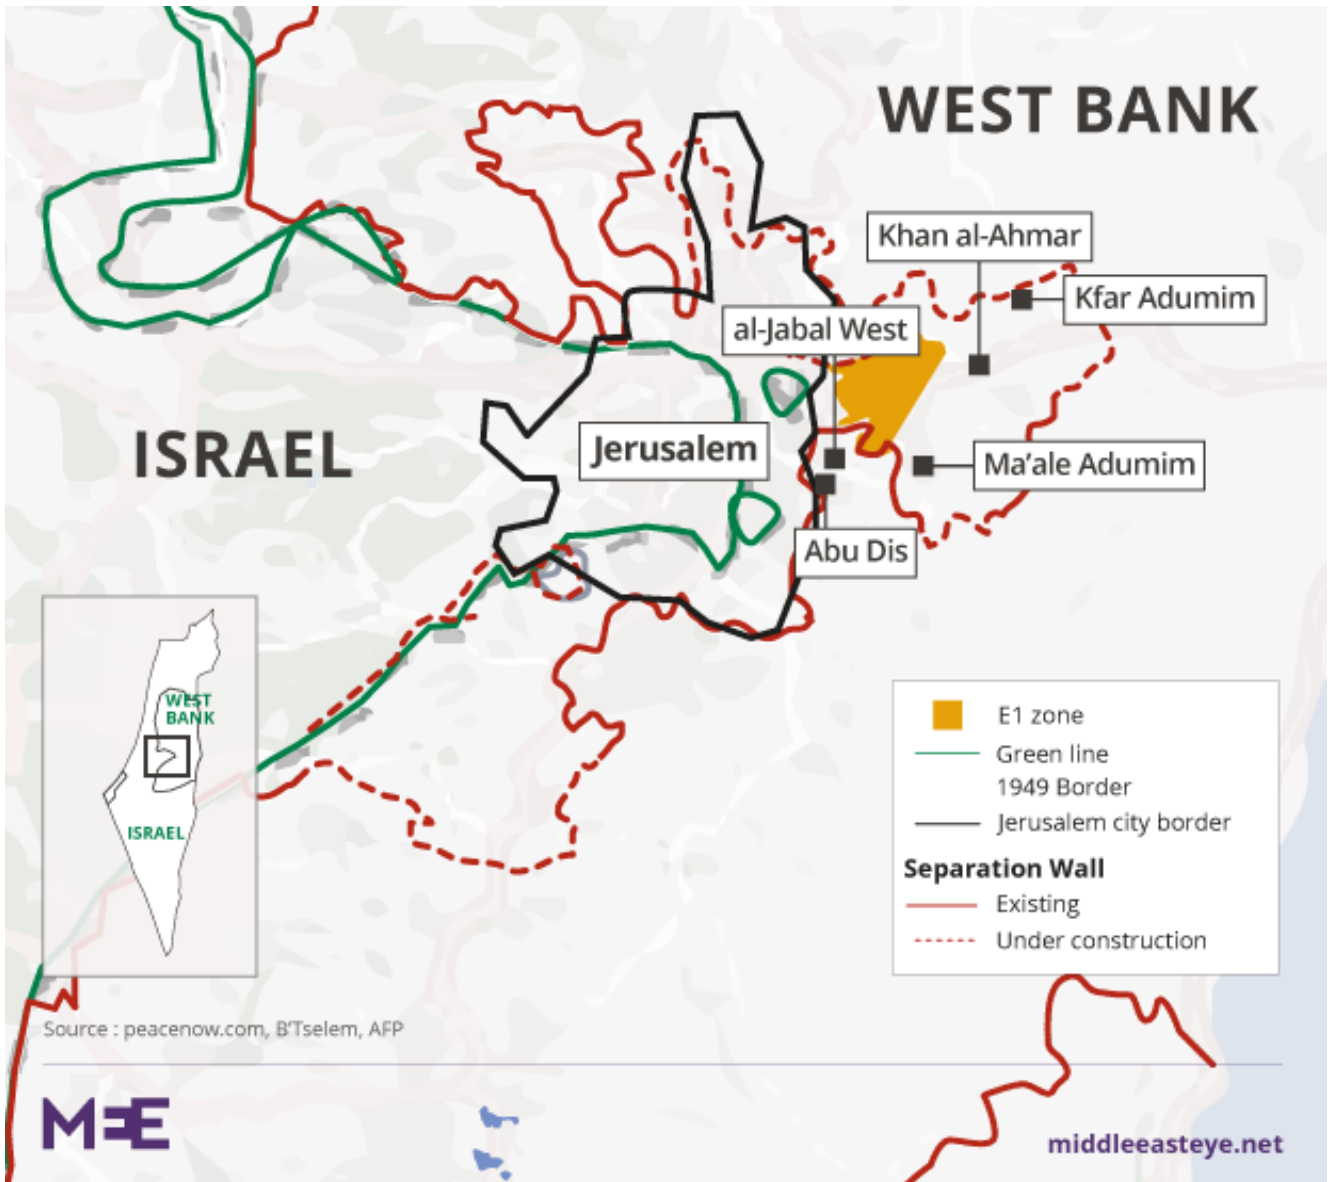 WEST BANK
Khan al-Ahmar
Kfar Adumim
al-Jabal West
ISRAEL
Jerusalem
Ma'ale Adumim
Abu Dis
WEST
BANK
ISRAEL
E1 zone
Green line
1949 Border
Jerusalem city border
Separation Wall
Existing
Under construction
Source : peacenow.com, B'Tselem, AFP
MEE
middleeasteye.net